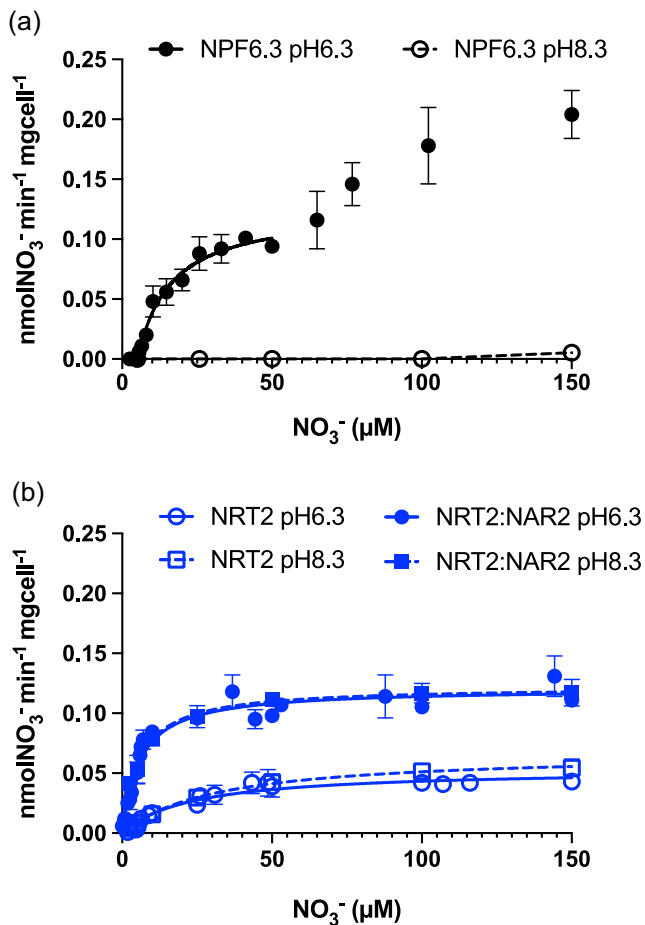 (a)
NPF6.3 pH6.3 NPF6.3 pH8.3
0.25
0.20
0.15
0.10
0.05
0.00
nmolNO₃⁻ min⁻¹ mgcell⁻¹
0 50 100 150
NO₃⁻ (µM)
(b)
NRT2 pH6.3 NRT2:NAR2 pH6.3
NRT2 pH8.3 NRT2:NAR2 pH8.3
0.25
0.20
0.15
0.10
0.05
0.00
nmolNO₃⁻ min⁻¹ mgcell⁻¹
0 50 100 150
NO₃⁻ (µM)